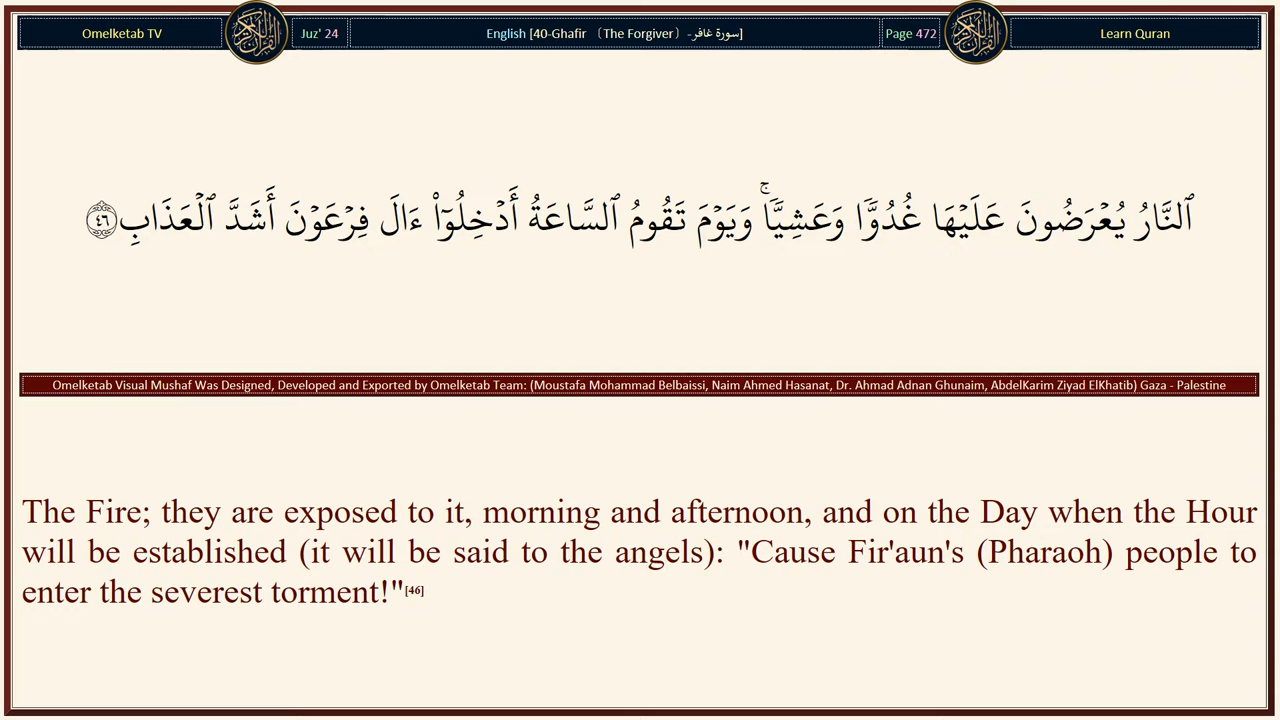 Omelketab TV
Juz' 24
English [40-Ghafir （The Forgiver）-سورة غافر]
Page 472
Learn Quran
ٱلنَّارُ يُعۡرَضُونَ عَلَيۡهَا غُدُوّٗا وَعَشِيّٗاۚ وَيَوۡمَ تَقُومُ ٱلسَّاعَةُ أَدۡخِلُوٓاْ ءَالَ فِرۡعَوۡنَ أَشَدَّ ٱلۡعَذَابِ ٤٦
Omelketab Visual Mushaf Was Designed, Developed and Exported by Omelketab Team: (Moustafa Mohammad Belbaissi, Naim Ahmed Hasanat, Dr. Ahmad Adnan Ghunaim, AbdelKarim Ziyad ElKhatib) Gaza - Palestine
The Fire; they are exposed to it, morning and afternoon, and on the Day when the Hour
will be established (it will be said to the angels): "Cause Fir'aun's (Pharaoh) people to
enter the severest torment!"[46]